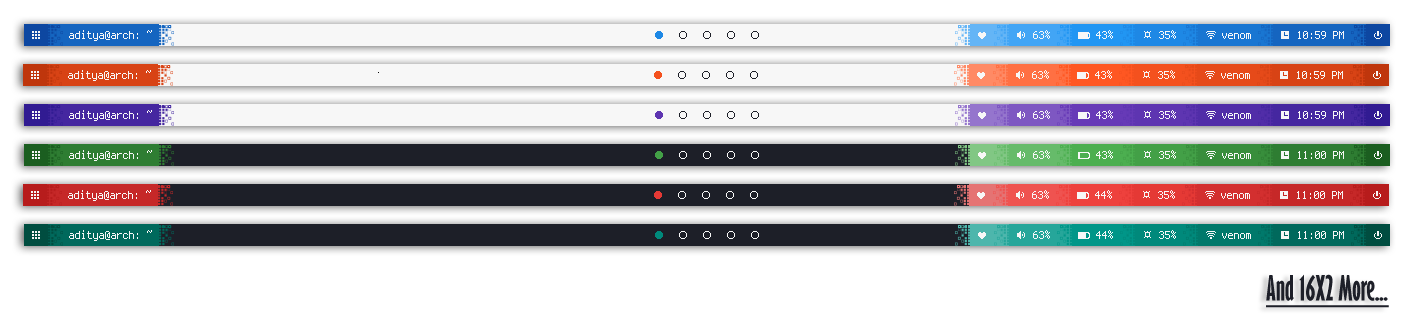 aditya@arch: ~ 63% 43% 35% venom 10:59 PM
aditya@arch: ~ 63% 43% 35% venom 10:59 PM
aditya@arch: ~ 63% 43% 35% venom 10:59 PM
aditya@arch: ~ 63% 43% 35% venom 11:00 PM
aditya@arch: ~ 63% 44% 35% venom 11:00 PM
aditya@arch: ~ 63% 44% 35% venom 11:00 PM
And 16X2 More...